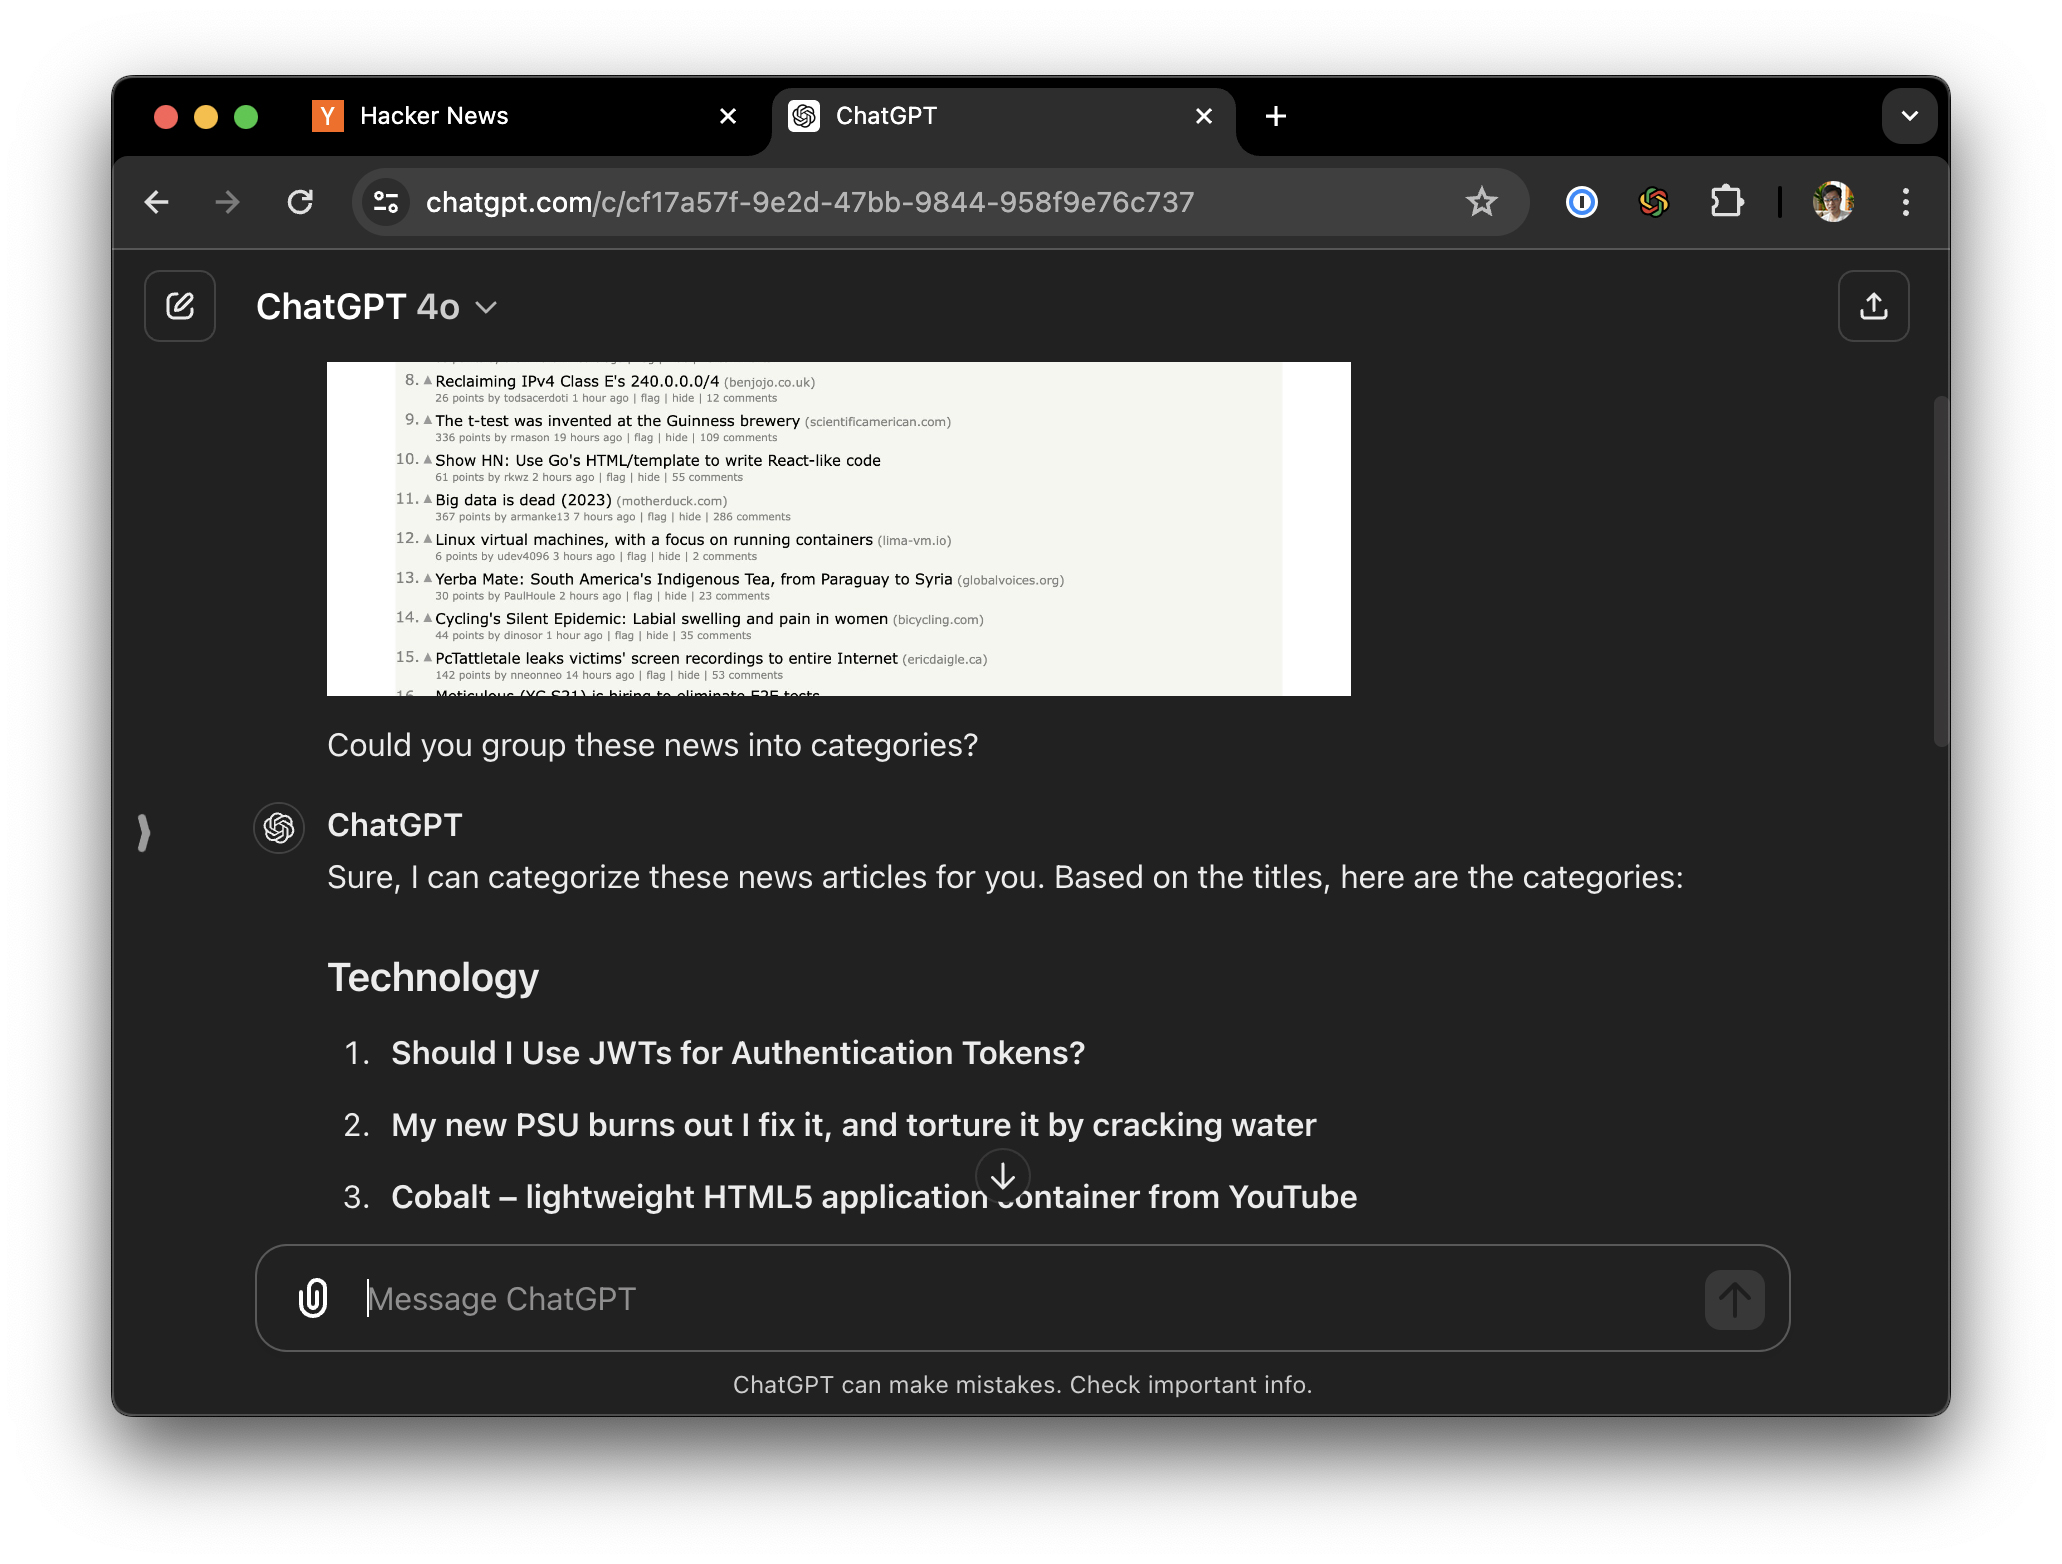 Y Hacker News
ChatGPT
chatgpt.com/c/cf17a57f-9e2d-47bb-9844-958f9e76c737
ChatGPT 4o
8. Reclaiming IPv4 Class E's 240.0.0.0/4 (benjojo.co.uk)
26 points by todsacerdoti 1 hour ago | flag | hide | 12 comments
9. The t-test was invented at the Guinness brewery (scientificamerican.com)
336 points by rmason 19 hours ago | flag | hide | 109 comments
10. Show HN: Use Go's HTML/template to write React-like code
61 points by rkwz 2 hours ago | flag | hide | 55 comments
11. Big data is dead (2023) (motherduck.com)
367 points by armanke13 7 hours ago | flag | hide | 286 comments
12. Linux virtual machines, with a focus on running containers (lima-vm.io)
6 points by udev4096 3 hours ago | flag | hide | 2 comments
13. Yerba Mate: South America's Indigenous Tea, from Paraguay to Syria (globalvoices.org)
30 points by PaulHoule 2 hours ago | flag | hide | 23 comments
14. Cycling's Silent Epidemic: Labial swelling and pain in women (bicycling.com)
44 points by dinosor 1 hour ago | flag | hide | 35 comments
15. PcTattletale leaks victims' screen recordings to entire Internet (ericdaigle.ca)
142 points by nneonneo 14 hours ago | flag | hide | 53 comments
16. Meticulous (YC S21) is hiring to eliminate E2E tests
Could you group these news into categories?
ChatGPT
Sure, I can categorize these news articles for you. Based on the titles, here are the categories:
Technology
1. Should I Use JWTs for Authentication Tokens?
2. My new PSU burns out I fix it, and torture it by cracking water
3. Cobalt – lightweight HTML5 application container from YouTube
Message ChatGPT
ChatGPT can make mistakes. Check important info.